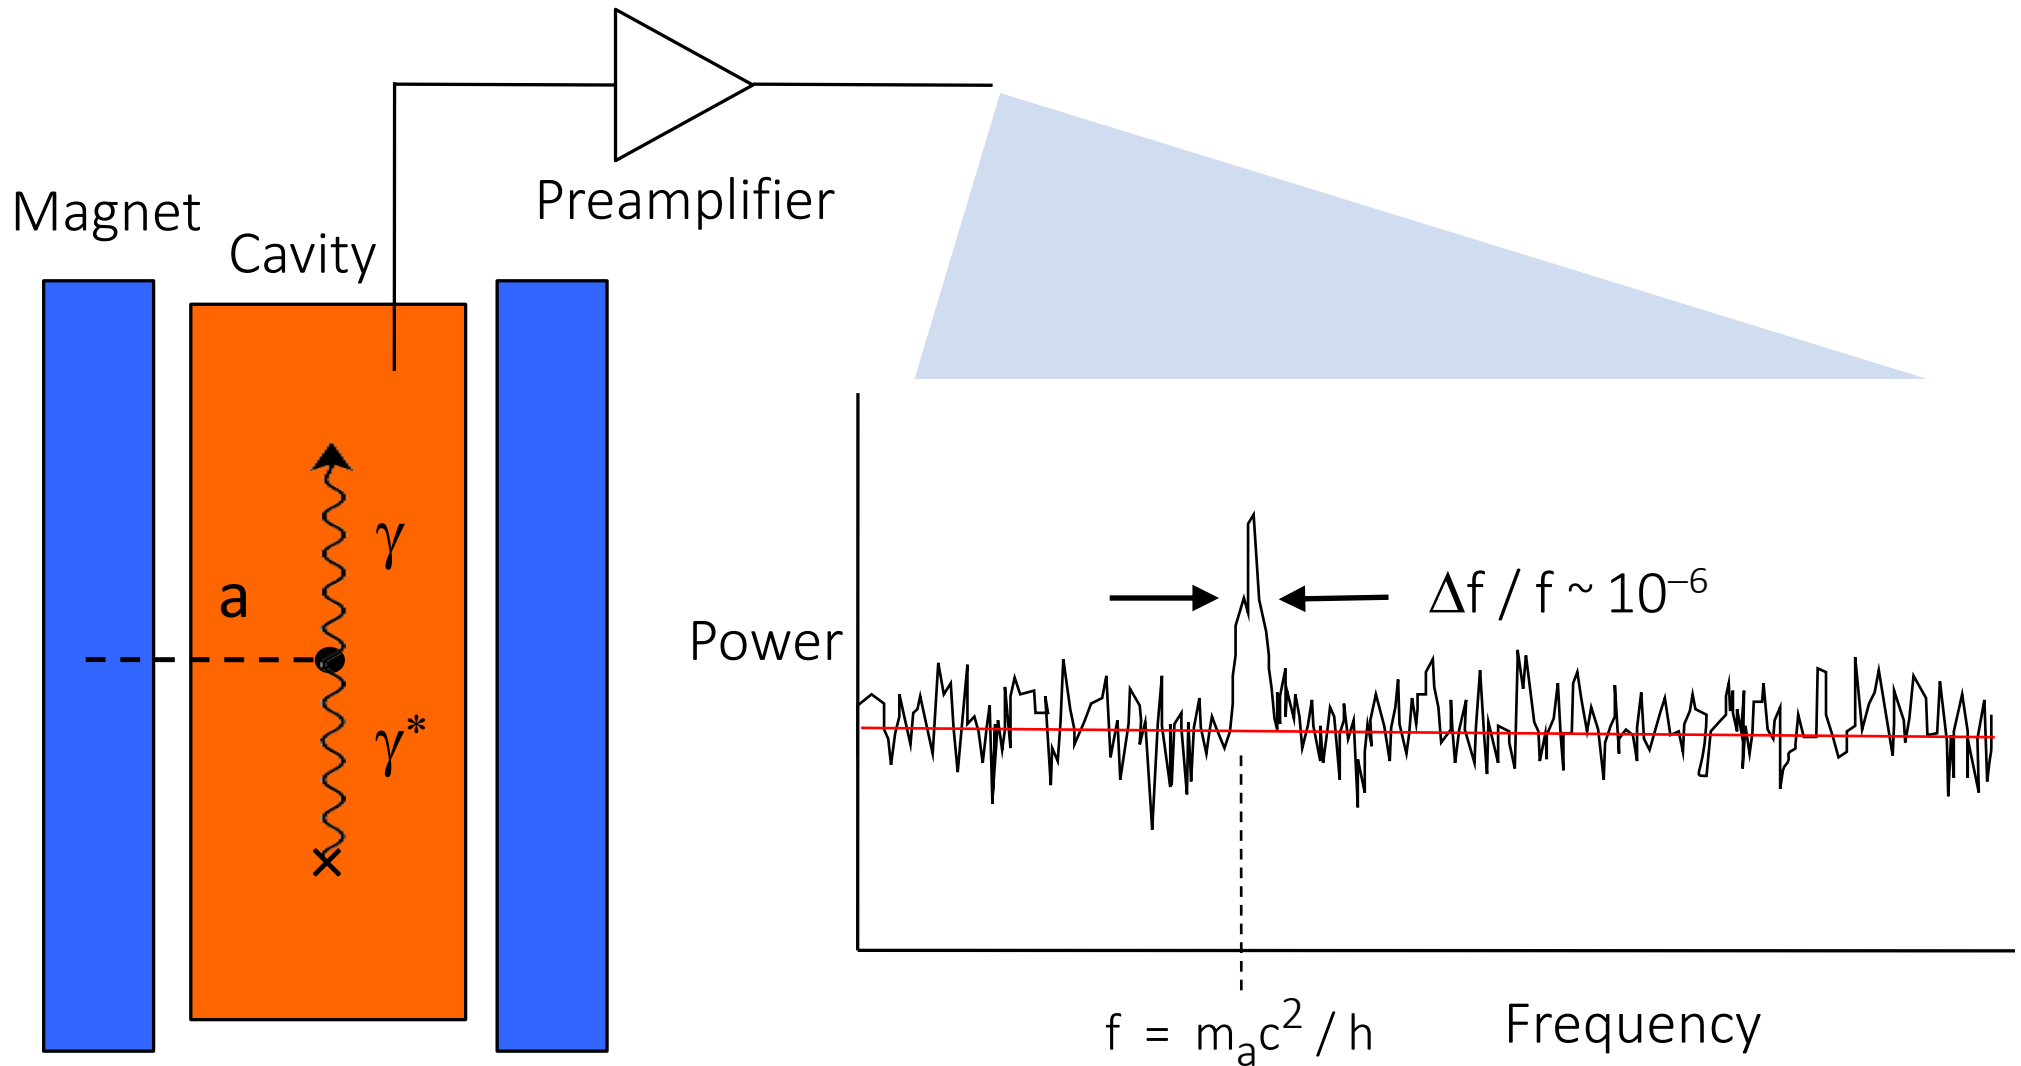 Magnet
Cavity
Preamplifier
a
γ
γ*
Power
Δf / f ~ 10⁻⁶
f = mₐc² / h
Frequency